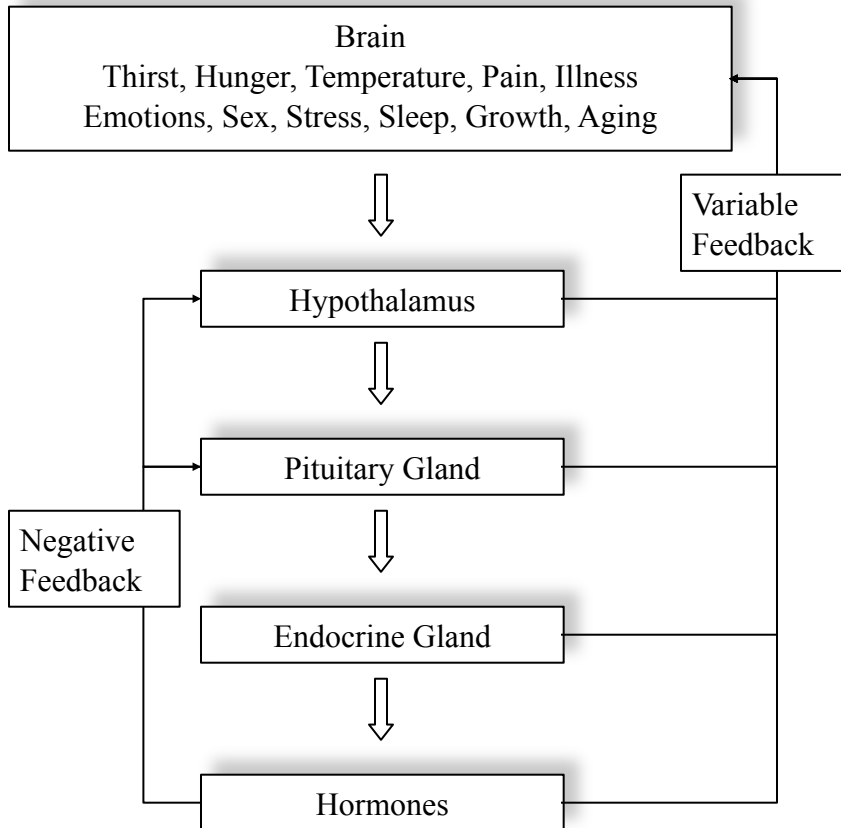 Brain
Thirst, Hunger, Temperature, Pain, Illness
Emotions, Sex, Stress, Sleep, Growth, Aging
Variable
Feedback
Hypothalamus
Pituitary Gland
Negative
Feedback
Endocrine Gland
Hormones